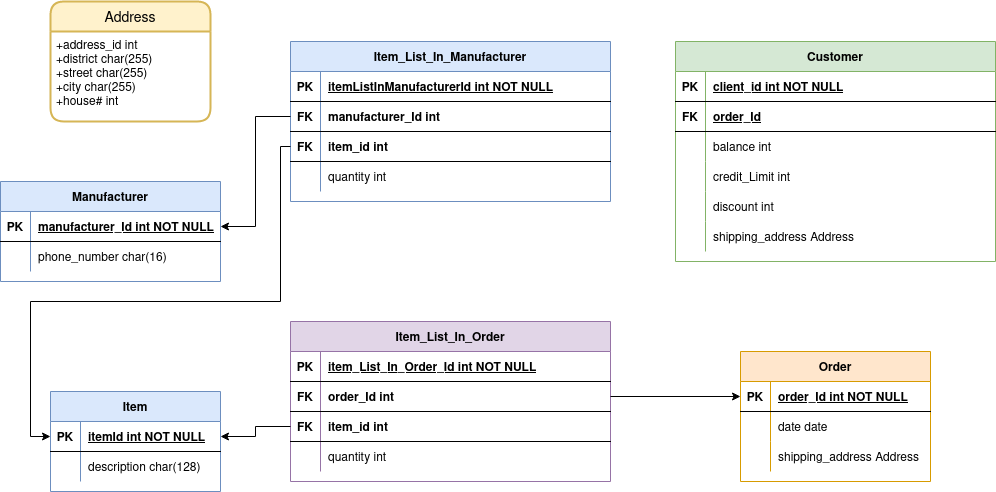 Address
+address_id int
+district char(255)
+street char(255)
+city char(255)
+house# int
Item_List_In_Manufacturer
PK itemListInManufacturerId int NOT NULL
FK manufacturer_Id int
FK item_id int
quantity int
Customer
PK client_id int NOT NULL
FK order_Id
balance int
credit_Limit int
discount int
shipping_address Address
Manufacturer
PK manufacturer_Id int NOT NULL
phone_number char(16)
Item_List_In_Order
PK item_List_In_Order_Id int NOT NULL
FK order_Id int
FK item_id int
quantity int
Order
PK order_Id int NOT NULL
date date
shipping_address Address
Item
PK itemId int NOT NULL
description char(128)